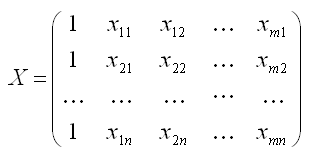 X = ( 1 x₁₁ x₁₂ … xₘ₁
1 x₂₁ x₂₂ … xₘ₂
… … … … …
1 x₁ₙ x₂ₙ … xₘₙ )